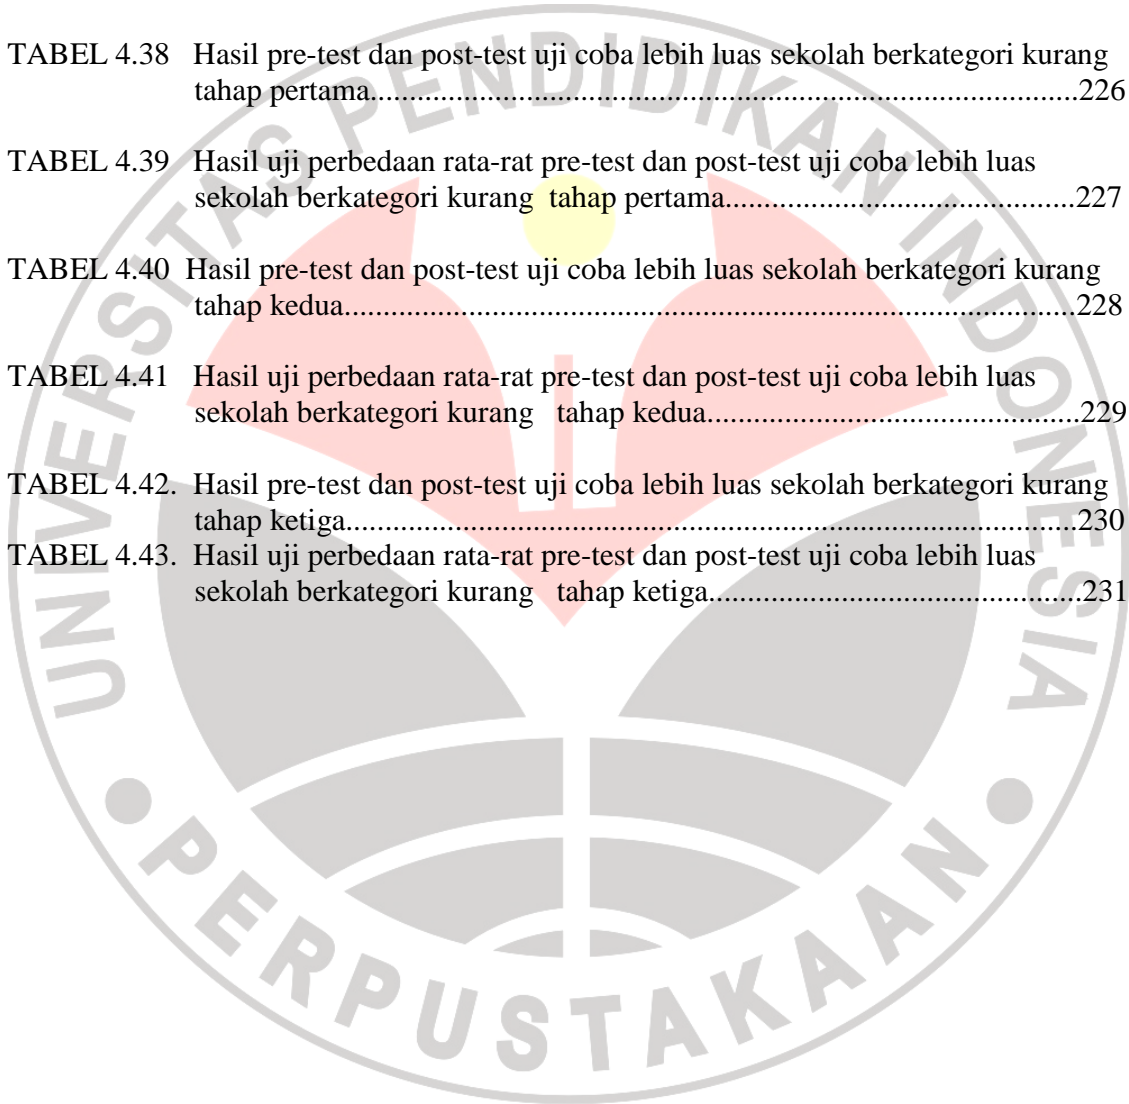 TABEL 4.38 Hasil pre-test dan post-test uji coba lebih luas sekolah berkategori kurang
tahap pertama............................................................................................226
TABEL 4.39 Hasil uji perbedaan rata-rat pre-test dan post-test uji coba lebih luas
sekolah berkategori kurang tahap pertama.............................................227
TABEL 4.40 Hasil pre-test dan post-test uji coba lebih luas sekolah berkategori kurang
tahap kedua...............................................................................................228
TABEL 4.41 Hasil uji perbedaan rata-rat pre-test dan post-test uji coba lebih luas
sekolah berkategori kurang tahap kedua................................................229
TABEL 4.42. Hasil pre-test dan post-test uji coba lebih luas sekolah berkategori kurang
tahap ketiga...............................................................................................230
TABEL 4.43. Hasil uji perbedaan rata-rat pre-test dan post-test uji coba lebih luas
sekolah berkategori kurang tahap ketiga................................................231
UNIVERSITAS PENDIDIKAN INDONESIA
PERPUSTAKAAN